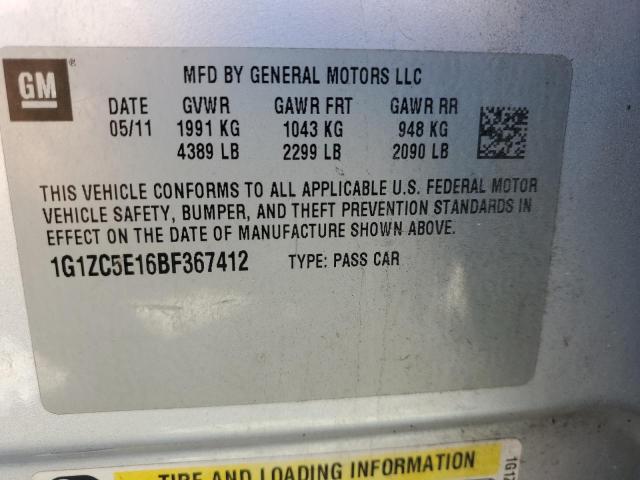 GM ®
MFD BY GENERAL MOTORS LLC
DATE GVWR GAWR FRT GAWR RR
05/11 1991 KG 1043 KG 948 KG
4389 LB 2299 LB 2090 LB
THIS VEHICLE CONFORMS TO ALL APPLICABLE U.S. FEDERAL MOTOR
VEHICLE SAFETY, BUMPER, AND THEFT PREVENTION STANDARDS IN
EFFECT ON THE DATE OF MANUFACTURE SHOWN ABOVE.
1G1ZC5E16BF367412 TYPE: PASS CAR
TIRE AND LOADING INFORMATION